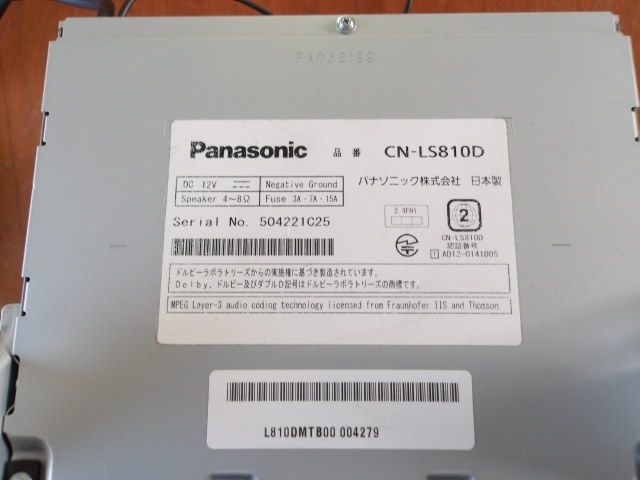 PA032199
Panasonic 品番 CN-LS810D
DC 12V Negative Ground
Speaker 4~8Ω Fuse 3A・7A・15A
パナソニック株式会社 日本製
Serial No. 504221C25
2.4FH1
2
CN-LS810D
認証番号
T AD12-0141005
ドルビーラボラトリーズからの実施権に基づき製造されています。
Dolby、ドルビー及びダブルD記号はドルビーラボラトリーズの商標です。
MPEG Layer-3 audio coding technology licensed from Fraunhofer IIS and Thomson.
L810DMTB00 004279